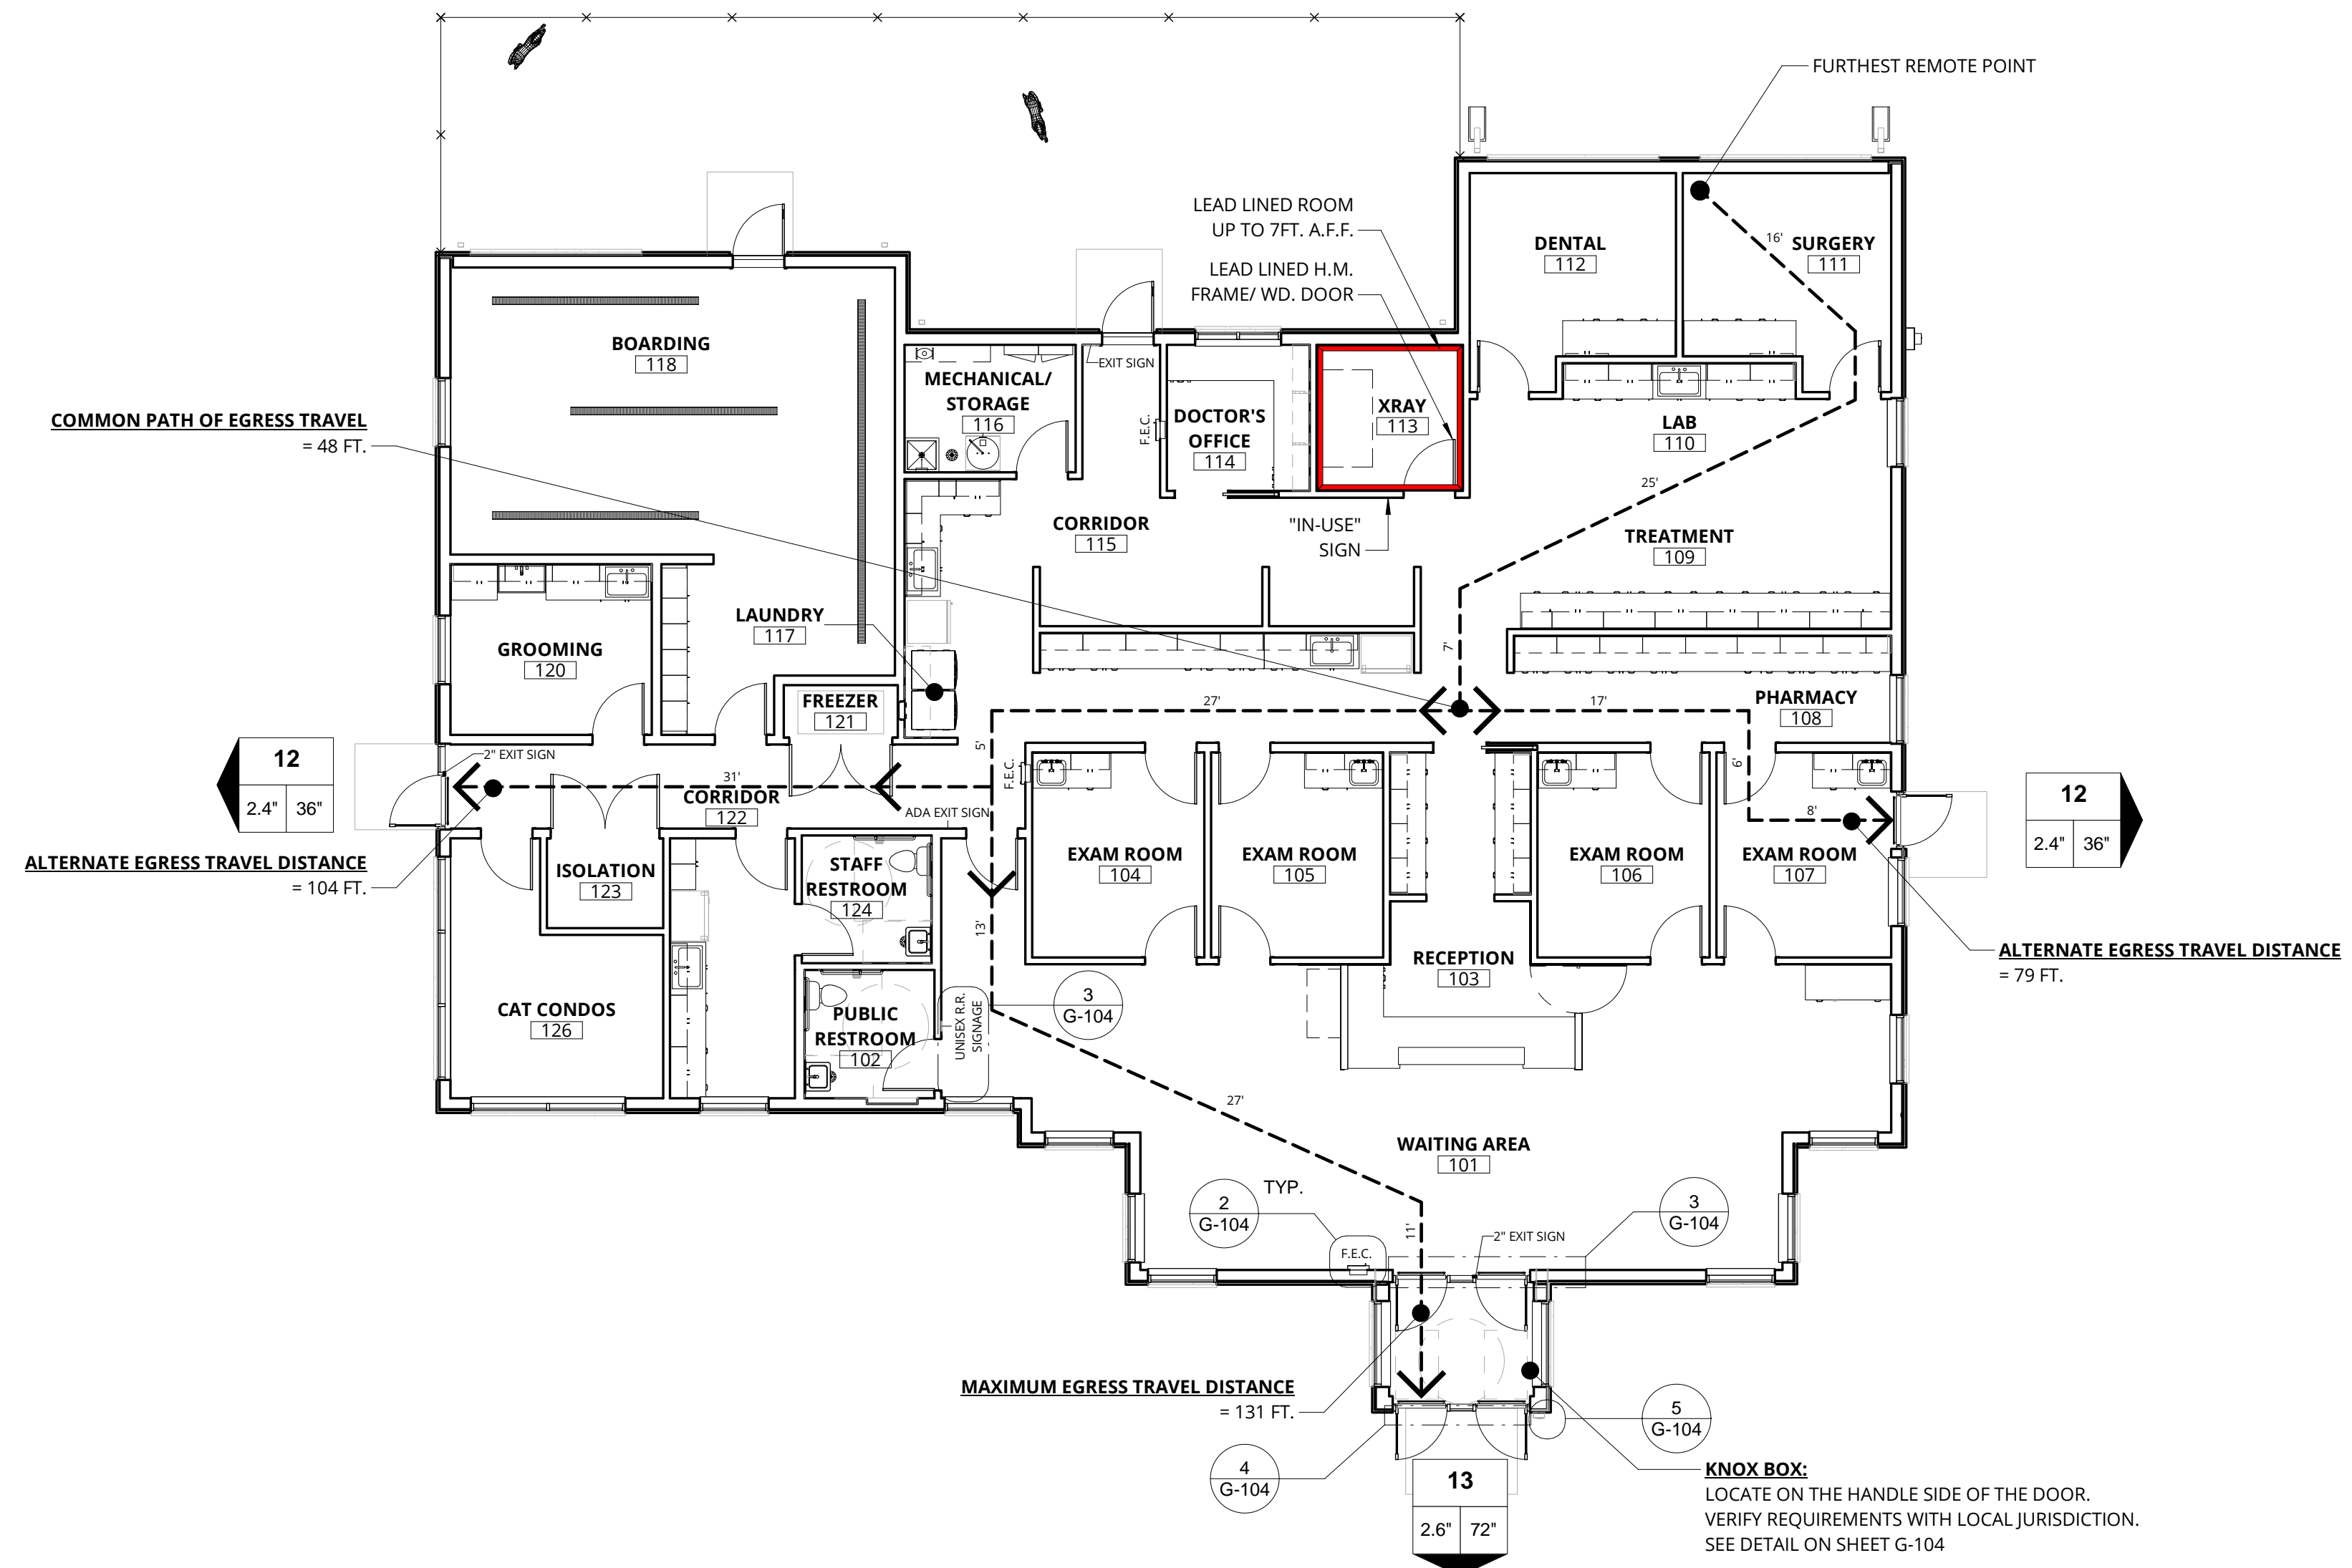 FURTHEST REMOTE POINT
LEAD LINED ROOM
UP TO 7FT. A.F.F.
LEAD LINED H.M.
FRAME/ WD. DOOR
DENTAL
112
16'
SURGERY
111
BOARDING
118
EXIT SIGN
MECHANICAL/
STORAGE
116
F.E.C.
DOCTOR'S
OFFICE
114
XRAY
113
LAB
110
COMMON PATH OF EGRESS TRAVEL
= 48 FT.
25'
CORRIDOR
115
"IN-USE"
SIGN
TREATMENT
109
LAUNDRY
117
GROOMING
120
7'
FREEZER
121
27'
17'
PHARMACY
108
12
2.4" 36"
2" EXIT SIGN
31'
5'
F.E.C.
6'
CORRIDOR
122
ADA EXIT SIGN
8'
12
2.4" 36"
ALTERNATE EGRESS TRAVEL DISTANCE
= 104 FT.
ISOLATION
123
STAFF
RESTROOM
124
EXAM ROOM
104
EXAM ROOM
105
EXAM ROOM
106
EXAM ROOM
107
13'
ALTERNATE EGRESS TRAVEL DISTANCE
= 79 FT.
RECEPTION
103
CAT CONDOS
126
PUBLIC
RESTROOM
102
UNISEX R.R.
SIGNAGE
3
G-104
27'
WAITING AREA
101
2
G-104
TYP.
11'
F.E.C.
2" EXIT SIGN
3
G-104
MAXIMUM EGRESS TRAVEL DISTANCE
= 131 FT.
5
G-104
4
G-104
13
2.6" 72"
KNOX BOX:
LOCATE ON THE HANDLE SIDE OF THE DOOR.
VERIFY REQUIREMENTS WITH LOCAL JURISDICTION.
SEE DETAIL ON SHEET G-104